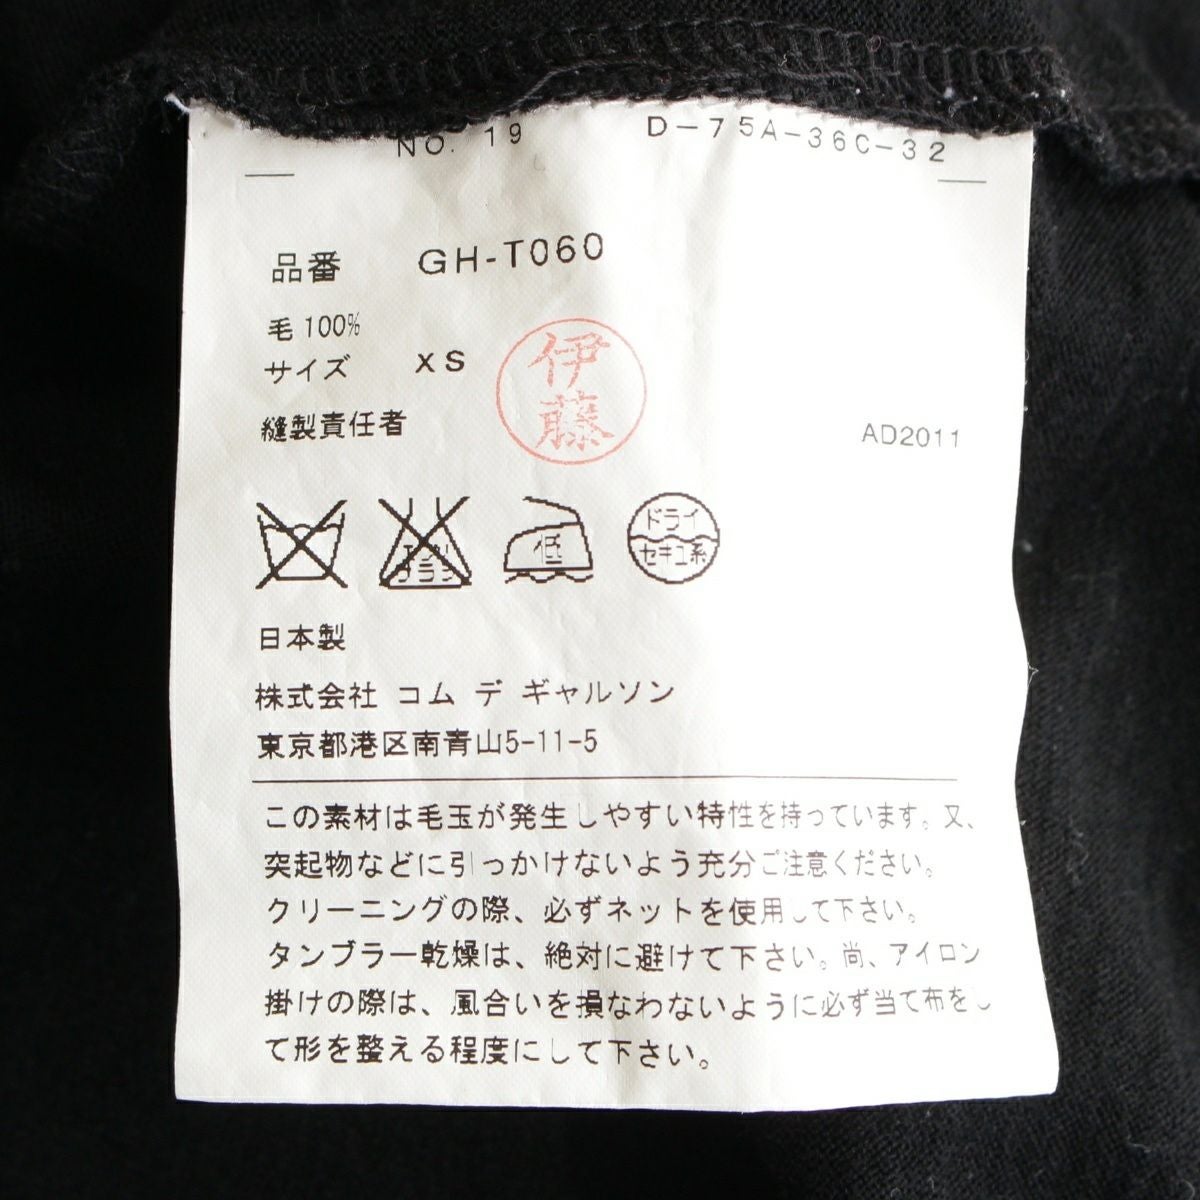 NO. 19 D-75A-36C-32
品番 GH-T060
毛 100%
サイズ XS
伊藤
縫製責任者
AD2011
エンソ サラシ
低
ドライ
セキユ系
日本製
株式会社 コム デ ギャルソン
東京都港区南青山5-11-5
この素材は毛玉が発生しやすい特性を持っています。又、
突起物などに引っかけないよう充分ご注意ください。
クリーニングの際、必ずネットを使用して下さい。
タンブラー乾燥は、絶対に避けて下さい。尚、アイロン
掛けの際は、風合いを損なわないように必ず当て布をし
て形を整える程度にして下さい。